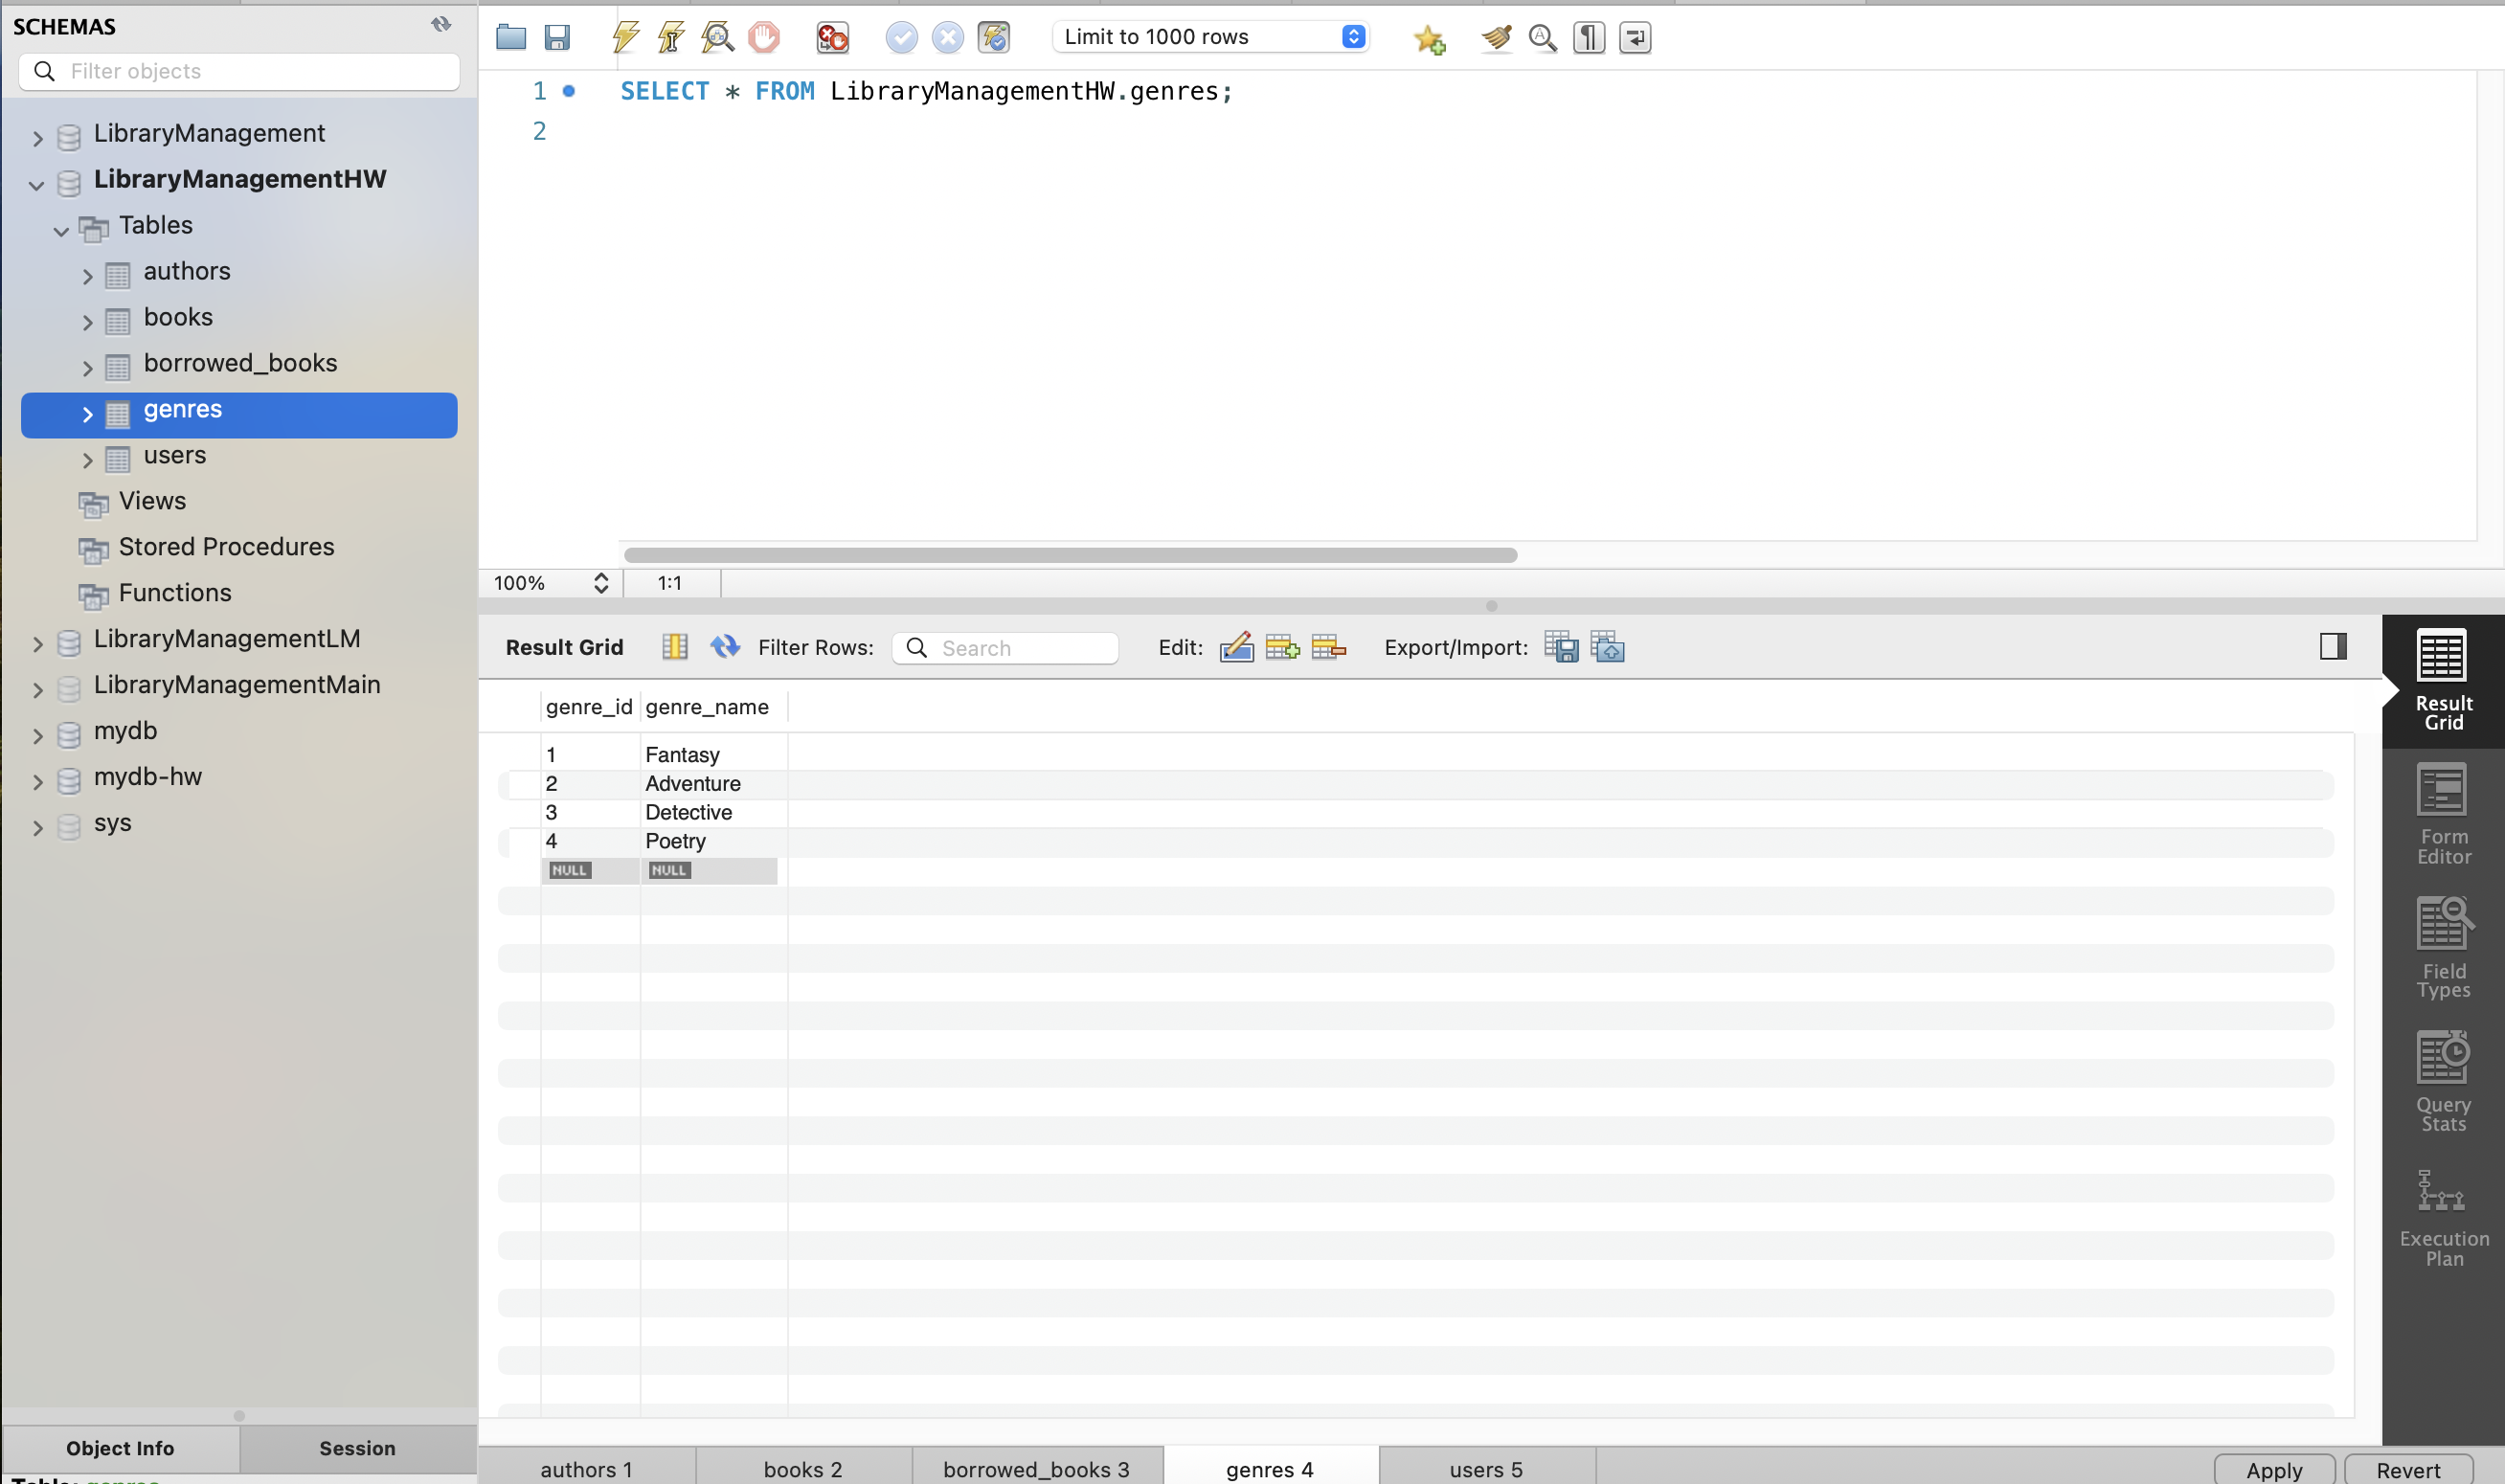 SCHEMAS
Filter objects
LibraryManagement
LibraryManagementHW
Tables
authors
books
borrowed_books
genres
users
Views
Stored Procedures
Functions
LibraryManagementLM
LibraryManagementMain
mydb
mydb-hw
sys
Object Info
Session
Table: genres
Limit to 1000 rows
1 SELECT * FROM LibraryManagementHW.genres;
2
100% 1:1
Result Grid Filter Rows: Search Edit: Export/Import:
genre_id genre_name
1 Fantasy
2 Adventure
3 Detective
4 Poetry
NULL NULL
Result
Grid
Form
Editor
Field
Types
Query
Stats
Execution
Plan
authors 1 books 2 borrowed_books 3 genres 4 users 5
Apply Revert